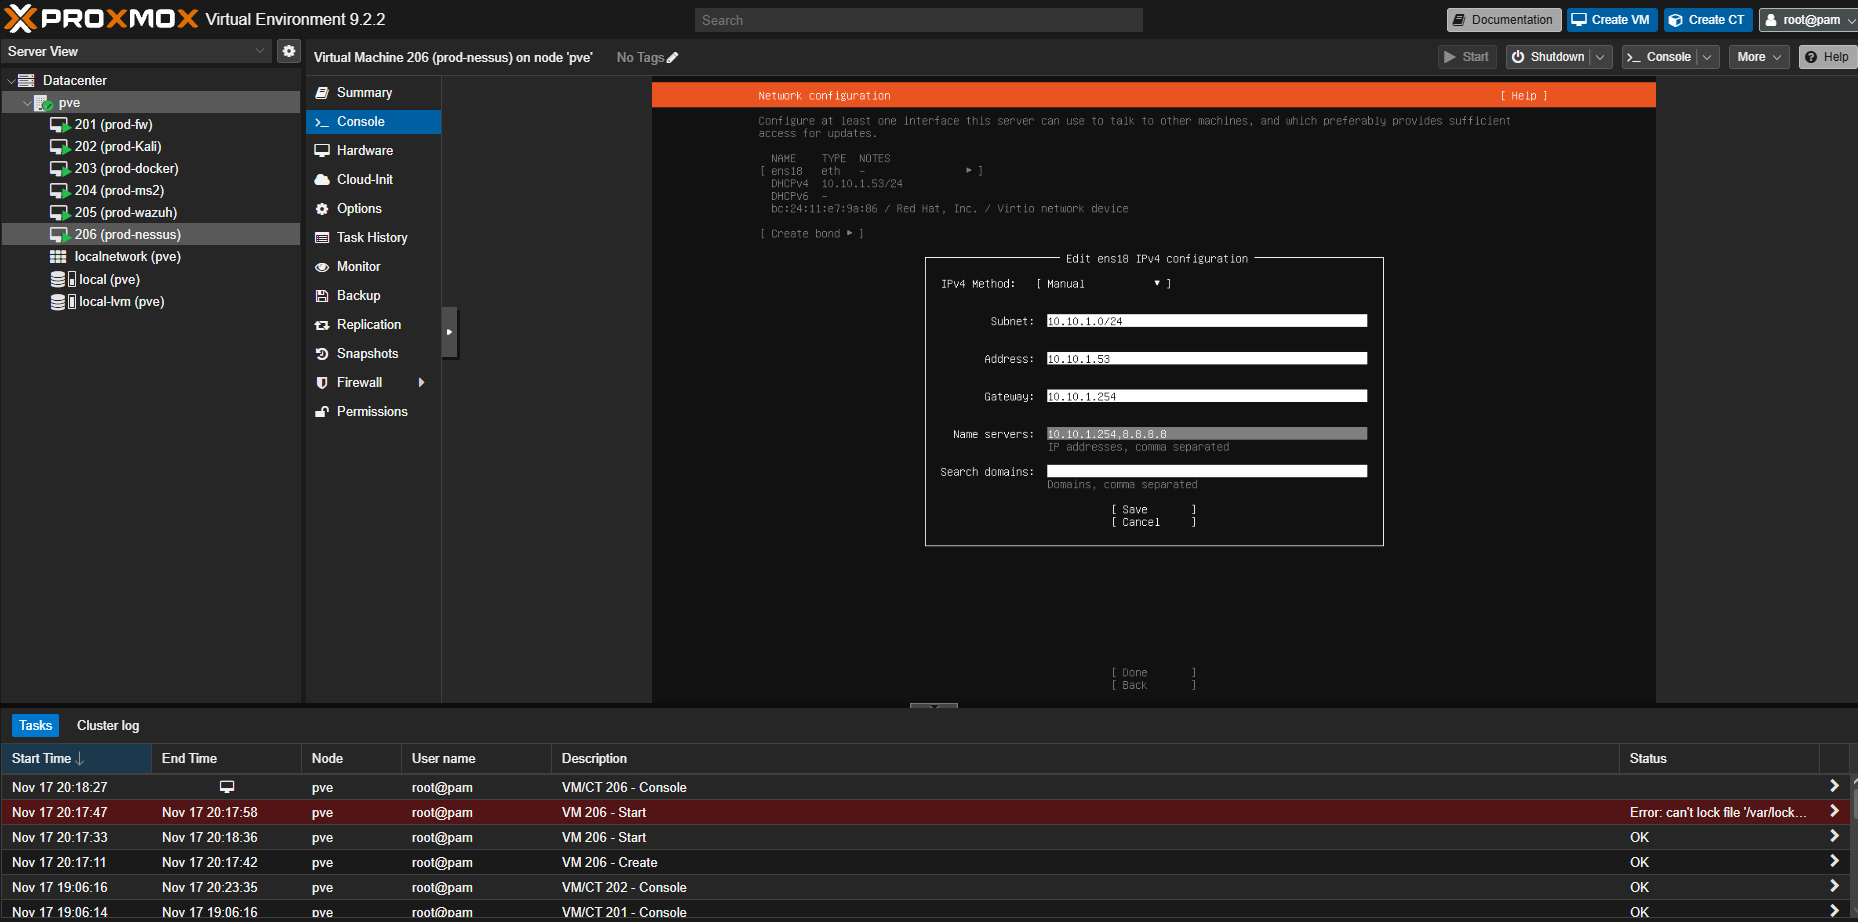 PROXMOX Virtual Environment 9.2.2
Search
Documentation
Create VM
Create CT
root@pam
Server View
Datacenter
pve
201 (prod-fw)
202 (prod-Kali)
203 (prod-docker)
204 (prod-ms2)
205 (prod-wazuh)
206 (prod-nessus)
localnetwork (pve)
local (pve)
local-lvm (pve)
Virtual Machine 206 (prod-nessus) on node 'pve'
No Tags
Start
Shutdown
Console
More
Help
Summary
Console
Hardware
Cloud-Init
Options
Task History
Monitor
Backup
Replication
Snapshots
Firewall
Permissions
Network configuration [ Help ]
Configure at least one interface this server can use to talk to other machines, and which preferably provides sufficient
access for updates.
NAME TYPE NOTES
[ ens18 eth - ▸ ]
DHCPv4 10.10.1.53/24
DHCPv6 -
bc:24:11:e7:9a:86 / Red Hat, Inc. / Virtio network device
[ Create bond ▸ ]
Edit ens18 IPv4 configuration
IPv4 Method: [ Manual ▾ ]
Subnet: 10.10.1.0/24
Address: 10.10.1.53
Gateway: 10.10.1.254
Name servers: 10.10.1.254,8.8.8.8
IP addresses, comma separated
Search domains:
Domains, comma separated
[ Save ]
[ Cancel ]
[ Done ]
[ Back ]
Tasks
Cluster log
Start Time End Time Node User name Description Status
Nov 17 20:18:27 pve root@pam VM/CT 206 - Console
Nov 17 20:17:47 Nov 17 20:17:58 pve root@pam VM 206 - Start Error: can't lock file '/var/lock...
Nov 17 20:17:33 Nov 17 20:18:36 pve root@pam VM 206 - Start OK
Nov 17 20:17:11 Nov 17 20:17:42 pve root@pam VM 206 - Create OK
Nov 17 19:06:16 Nov 17 20:23:35 pve root@pam VM/CT 202 - Console OK
Nov 17 19:06:14 Nov 17 19:06:16 pve root@pam VM/CT 201 - Console OK